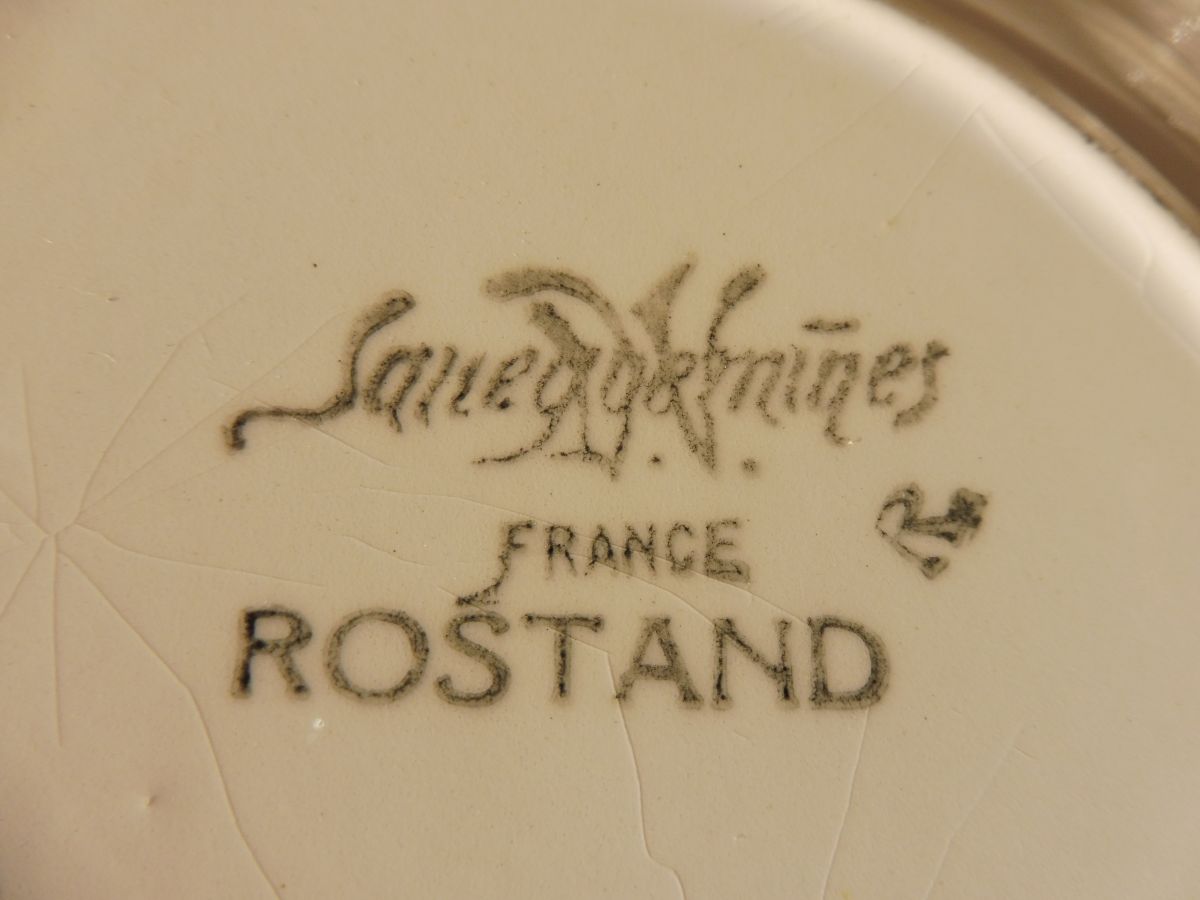 Sarreguemines
D. V.
FRANCE
ROSTAND